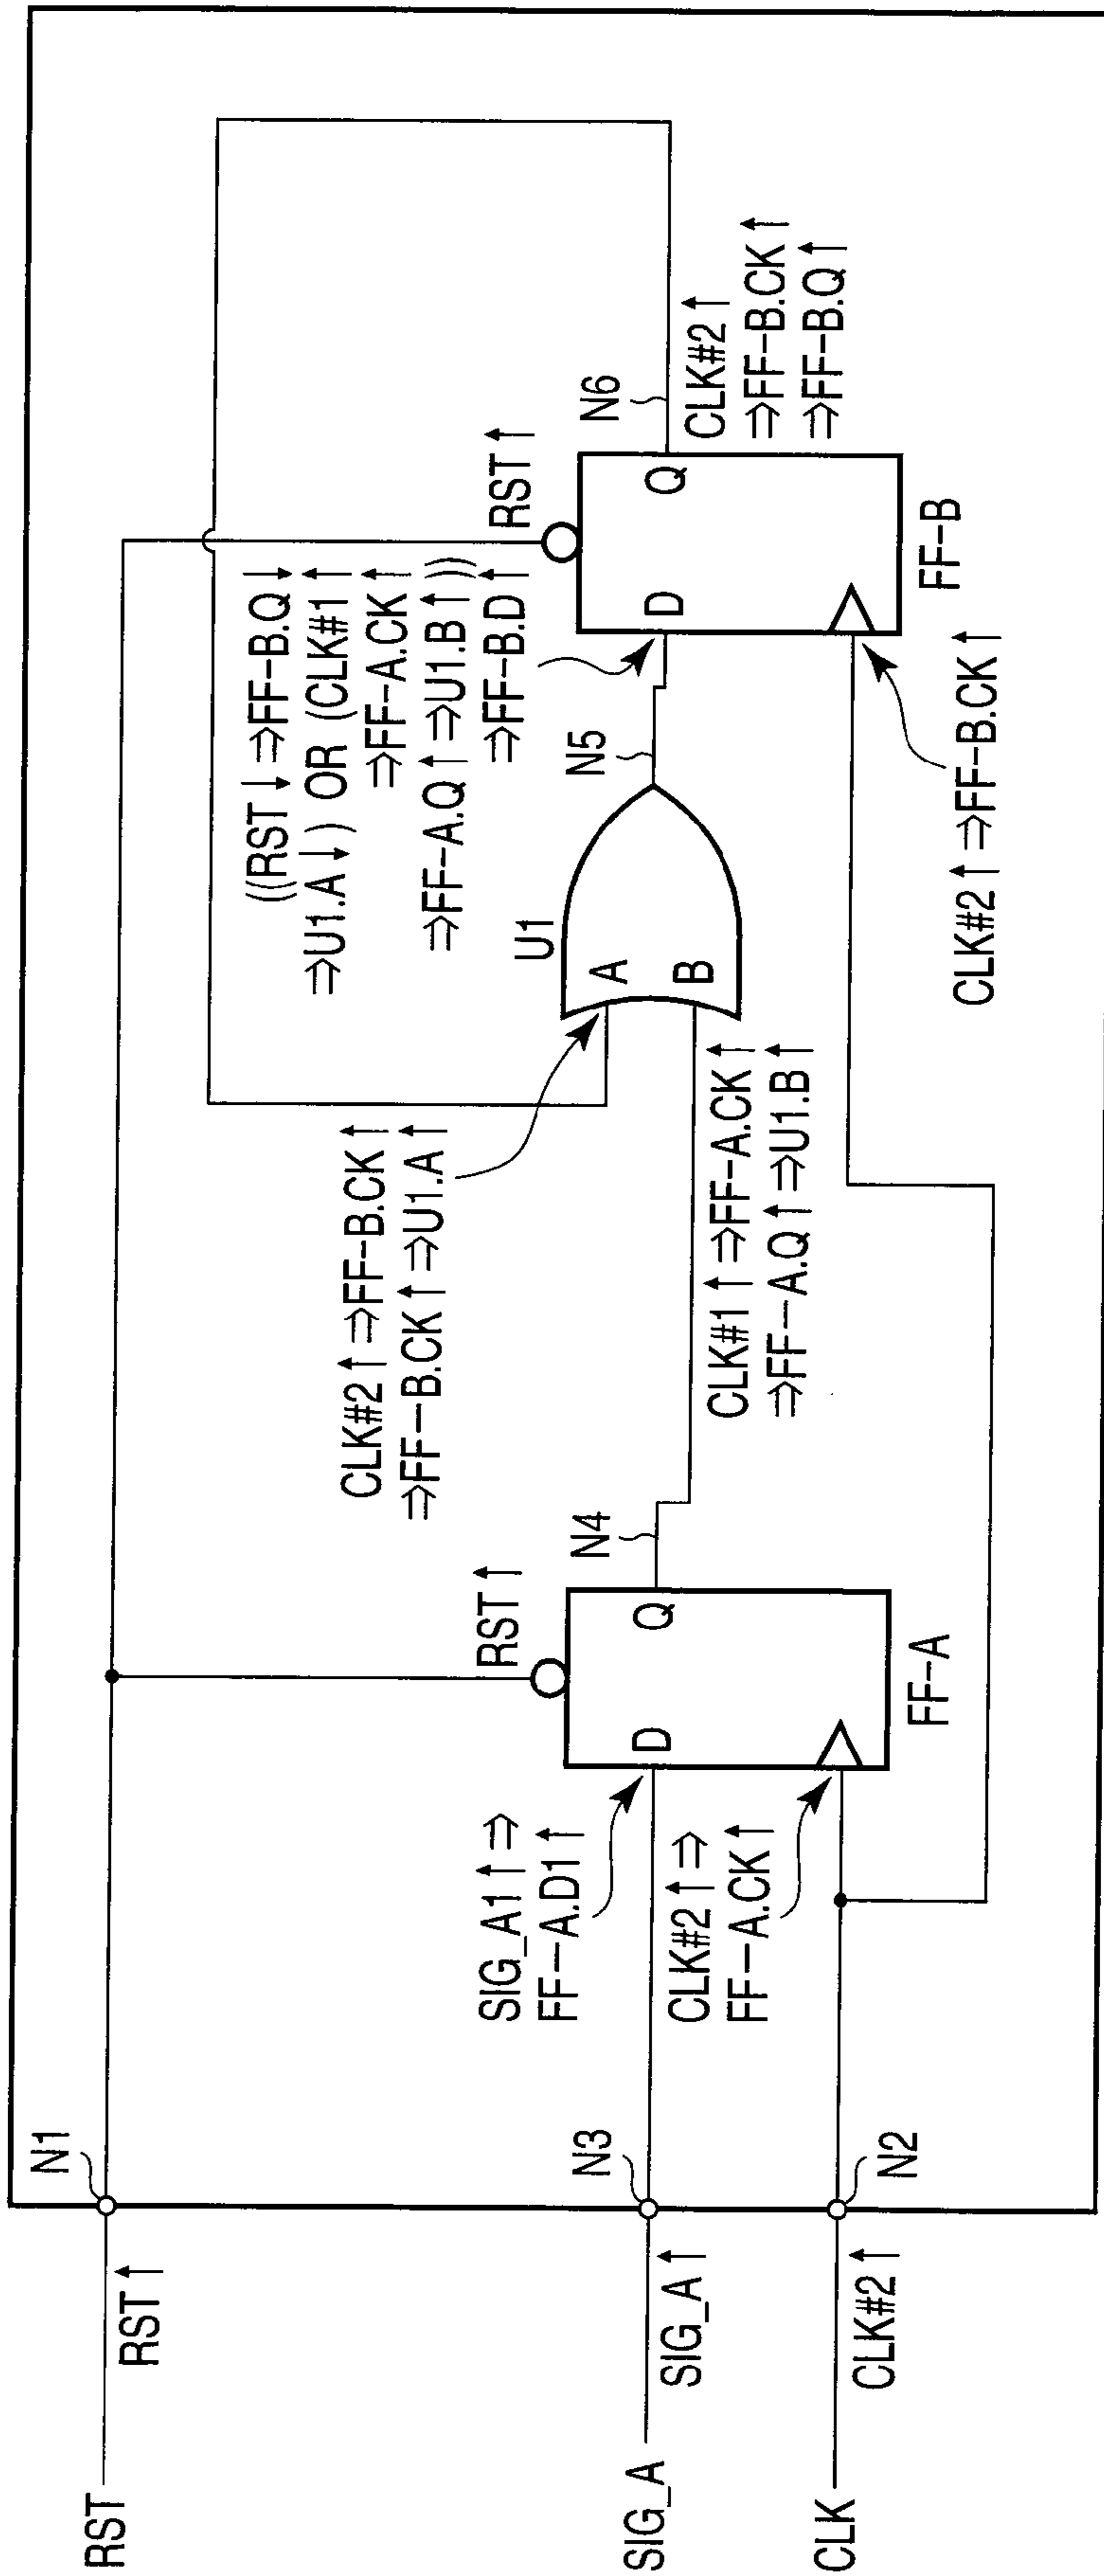 RST
RST↑
N1
SIG_A
SIG_A↑
N3
CLK
CLK#2↑
N2
SIG_A1↑⇒
FF-A.D1↑
CLK#2↑⇒
FF-A.CK↑
RST↑
D
Q
FF-A
N4
CLK#2↑⇒FF-B.CK↑
⇒FF-B.CK↑⇒U1.A↑
CLK#1↑⇒FF-A.CK↑
⇒FF-A.Q↑⇒U1.B↑
U1
A
B
N5
((RST↓⇒FF-B.Q↓
⇒U1.A↓) OR (CLK#1↑
⇒FF-A.CK↑
⇒FF-A.Q↑⇒U1.B↑))
⇒FF-B.D↑
RST↑
D
Q
FF-B
CLK#2↑⇒FF-B.CK↑
N6
CLK#2↑
⇒FF-B.CK↑
⇒FF-B.Q↑